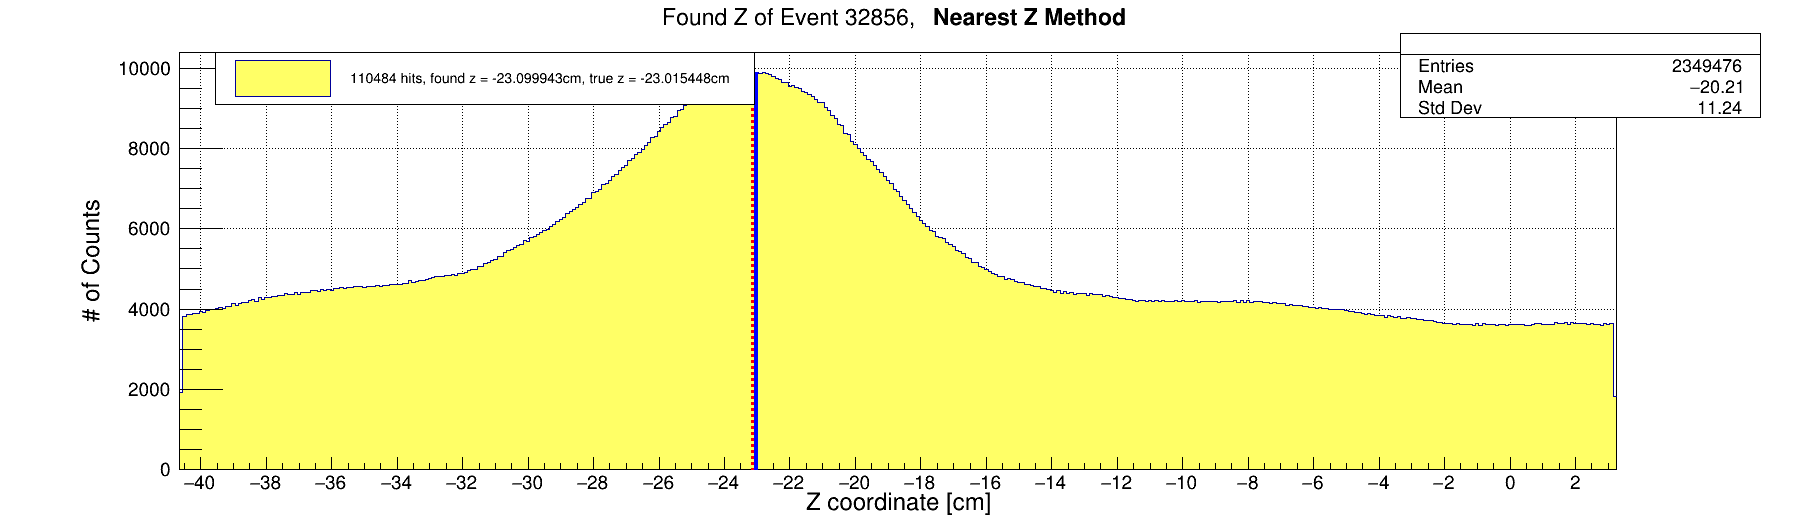 Found Z of Event 32856,   Nearest Z Method
110484 hits, found z = -23.099943cm, true z = -23.015448cm
Entries 2349476
Mean −20.21
Std Dev 11.24
# of Counts
10000
8000
6000
4000
2000
0
−40 −38 −36 −34 −32 −30 −28 −26 −24 −22 −20 −18 −16 −14 −12 −10 −8 −6 −4 −2 0 2
Z coordinate [cm]